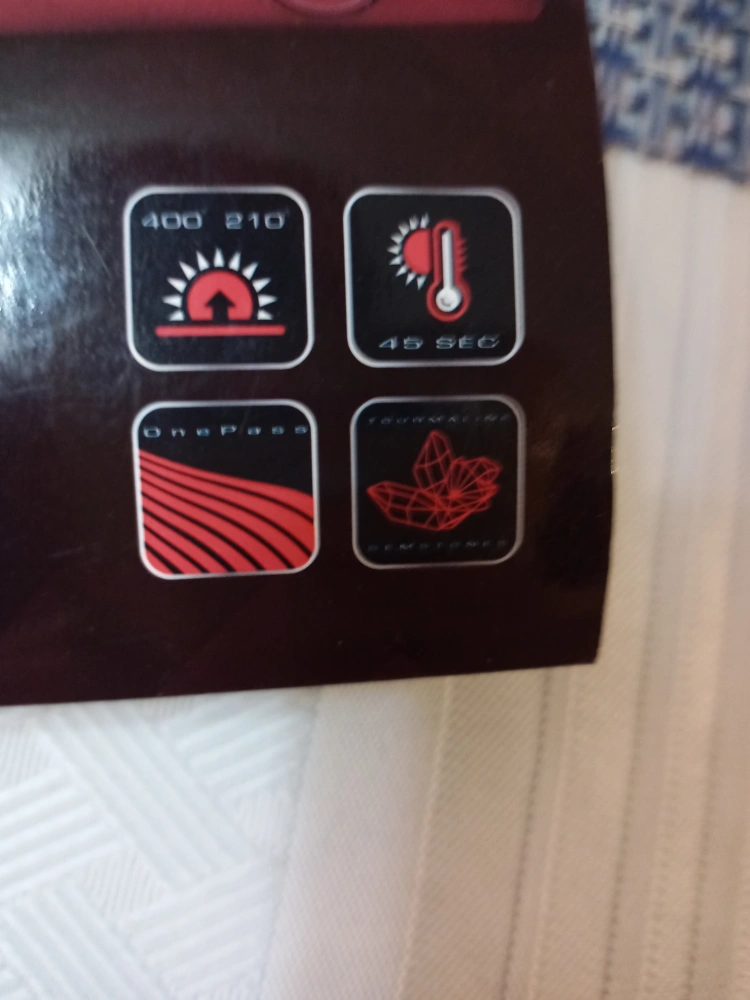 400 210
45 SEC
OnePass
TOURMALINE
GEMSTONES